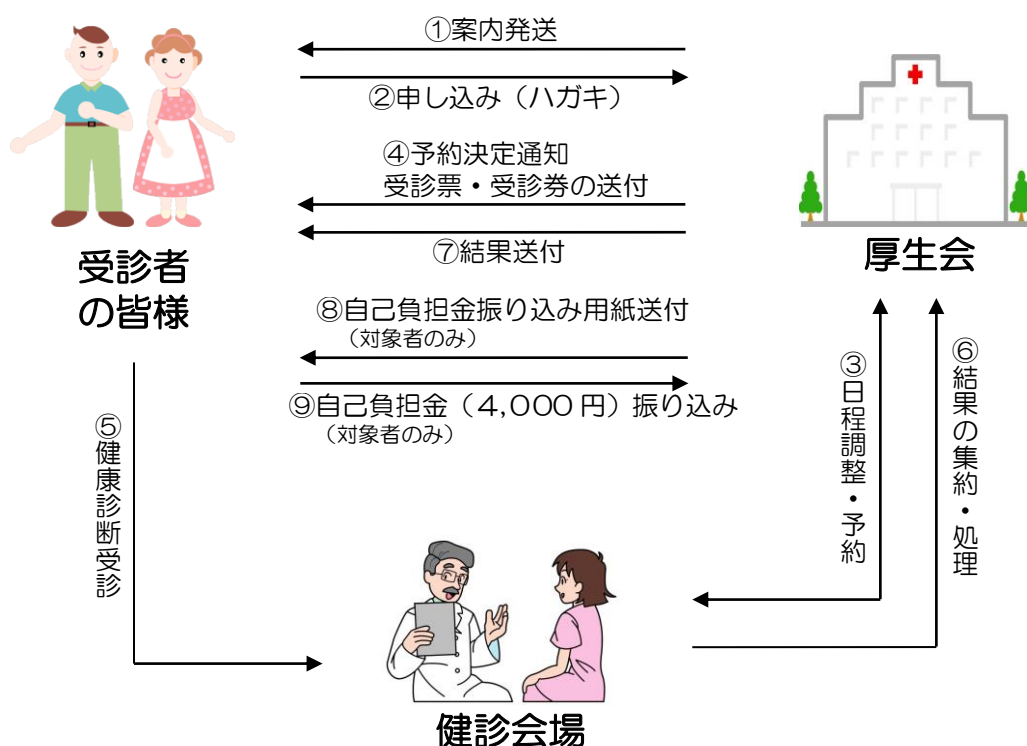 ①案内発送
②申し込み（ハガキ）
④予約決定通知
受診票・受診券の送付
⑦結果送付
受診者
の皆様
厚生会
⑧自己負担金振り込み用紙送付
（対象者のみ）
⑨自己負担金（4,000円）振り込み
（対象者のみ）
⑤健康診断受診
③日程調整・予約
⑥結果の集約・処理
健診会場